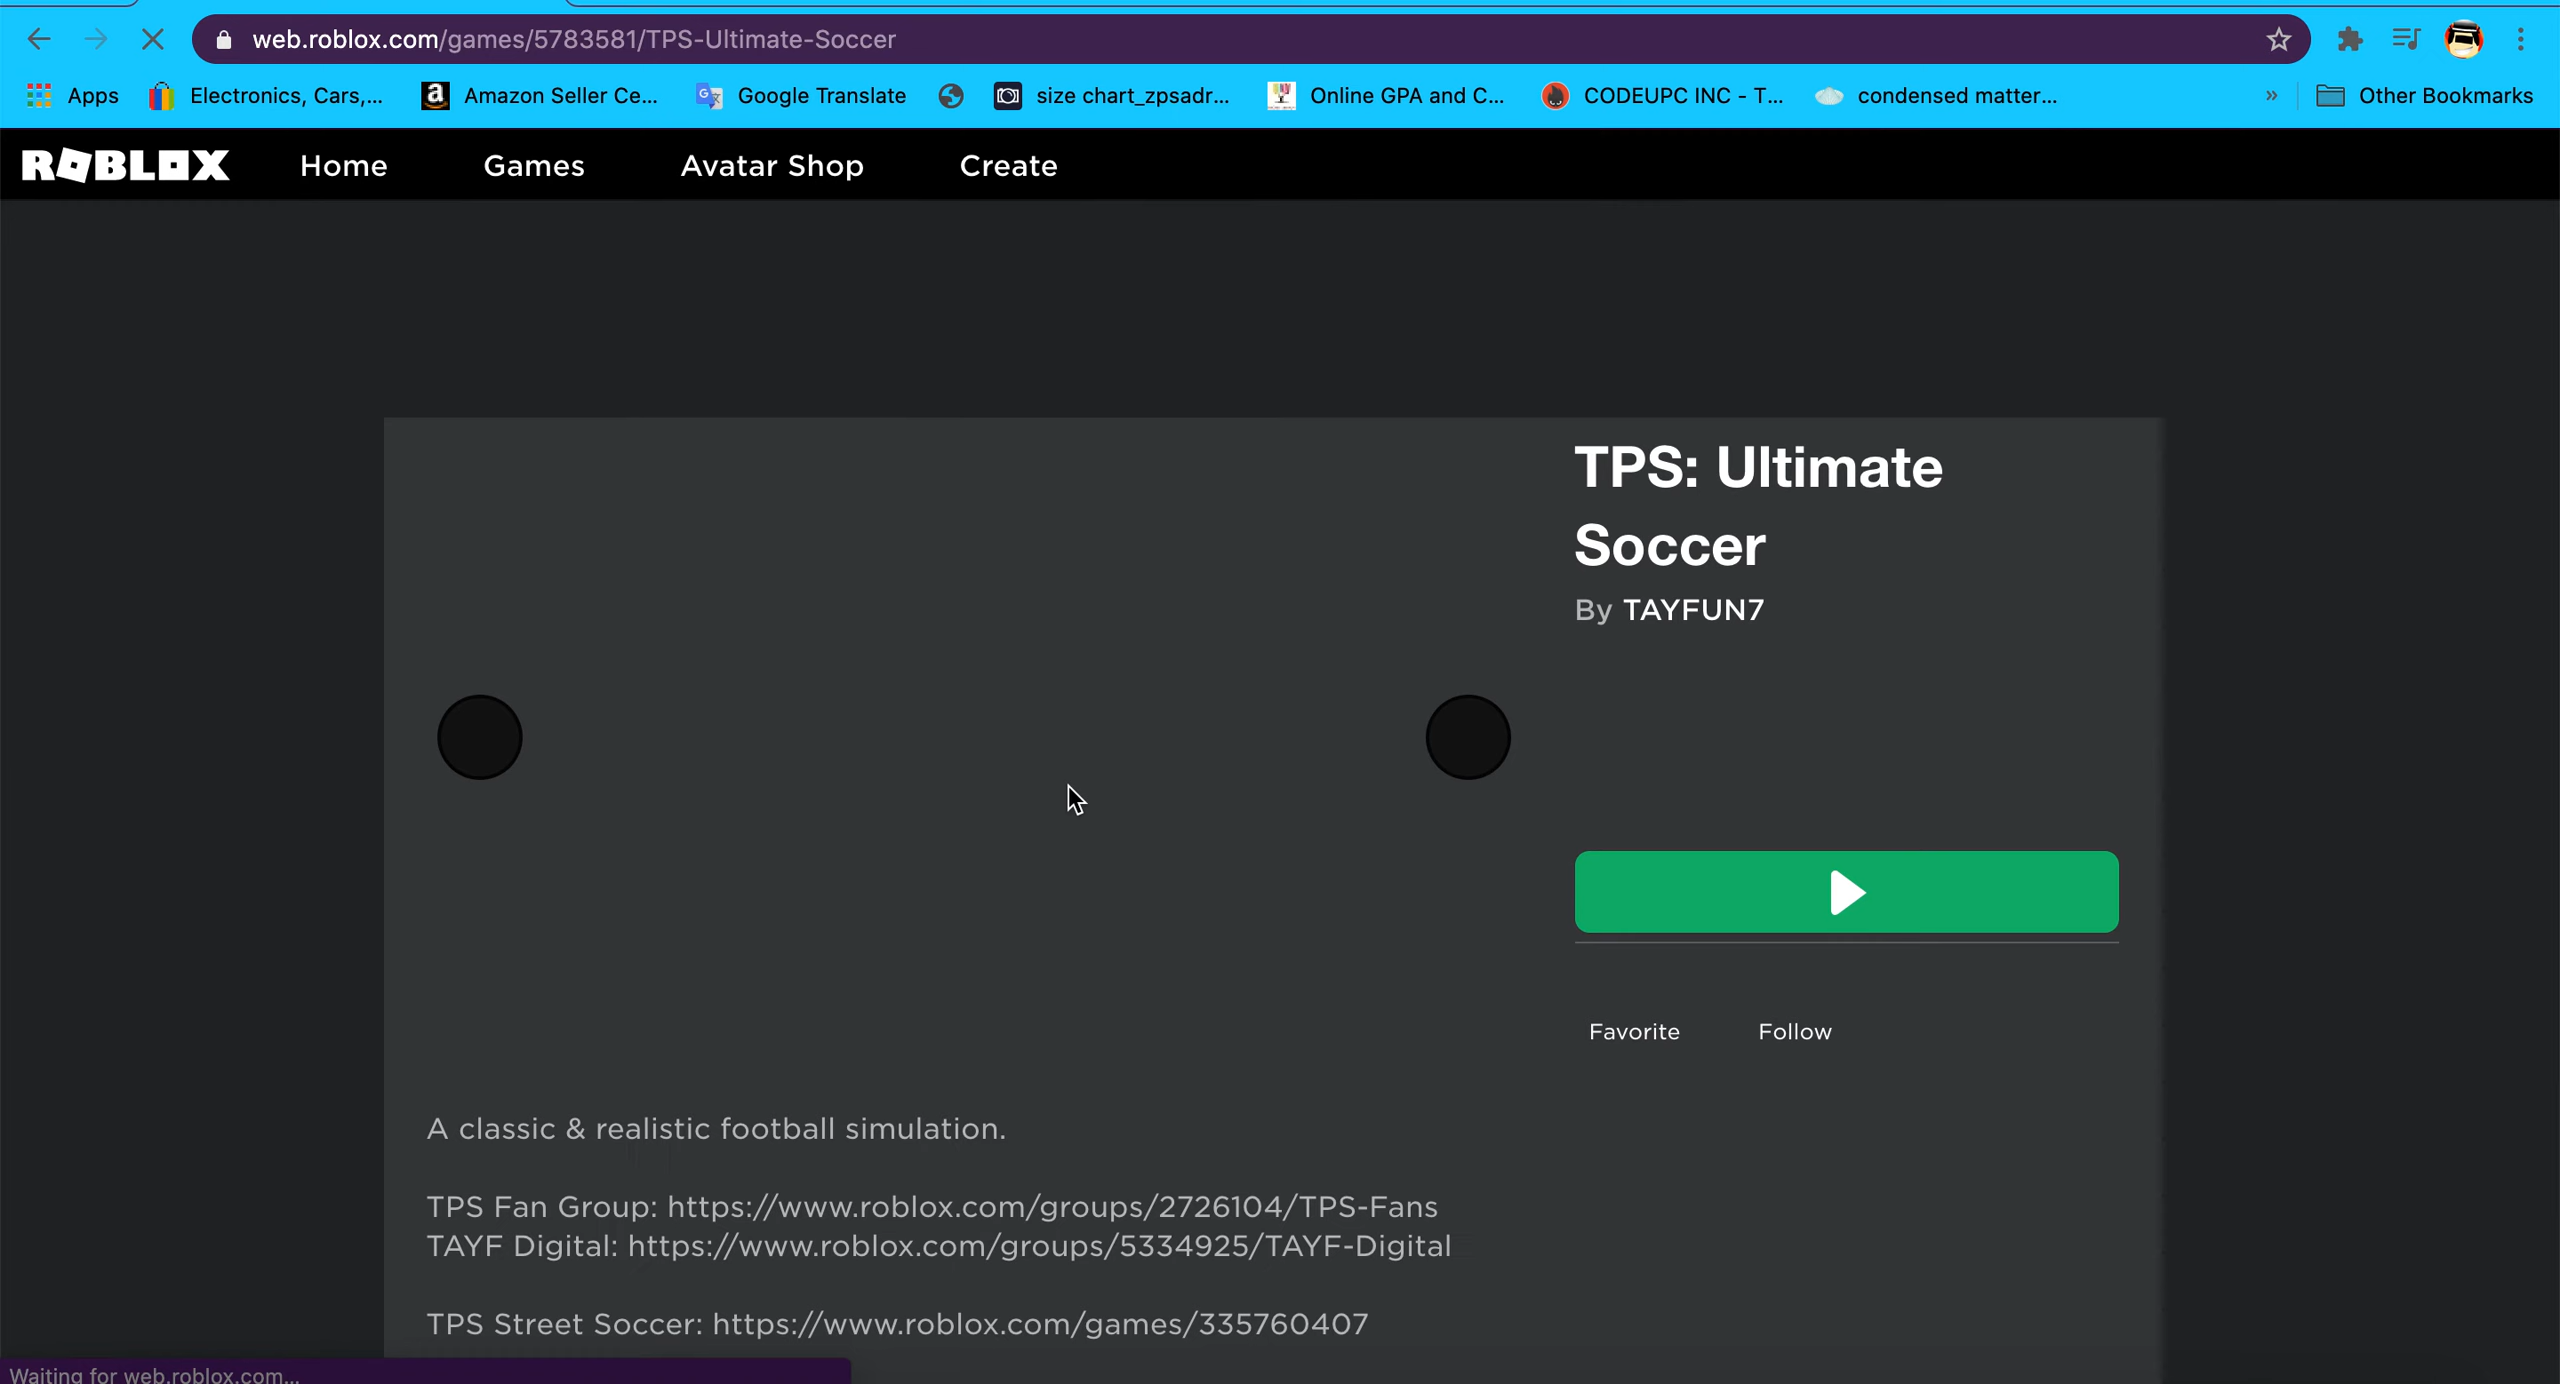 web.roblox.com/games/5783581/TPS-Ultimate-Soccer
Apps Electronics, Cars,... Amazon Seller Ce... Google Translate size chart_zpsadr... Online GPA and C... CODEUPC INC - T... condensed matter... » Other Bookmarks
ROBLOX Home Games Avatar Shop Create
TPS: Ultimate
Soccer
By TAYFUN7
Favorite Follow
A classic & realistic football simulation.
TPS Fan Group: https://www.roblox.com/groups/2726104/TPS-Fans
TAYF Digital: https://www.roblox.com/groups/5334925/TAYF-Digital
TPS Street Soccer: https://www.roblox.com/games/335760407
Waiting for web.roblox.com...